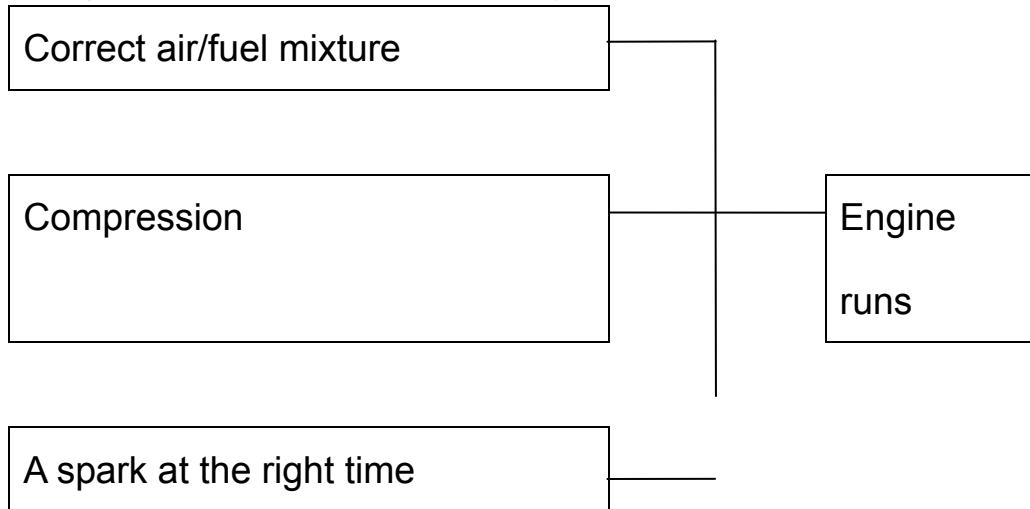 Correct air/fuel mixture
Compression
Engine
runs
A spark at the right time